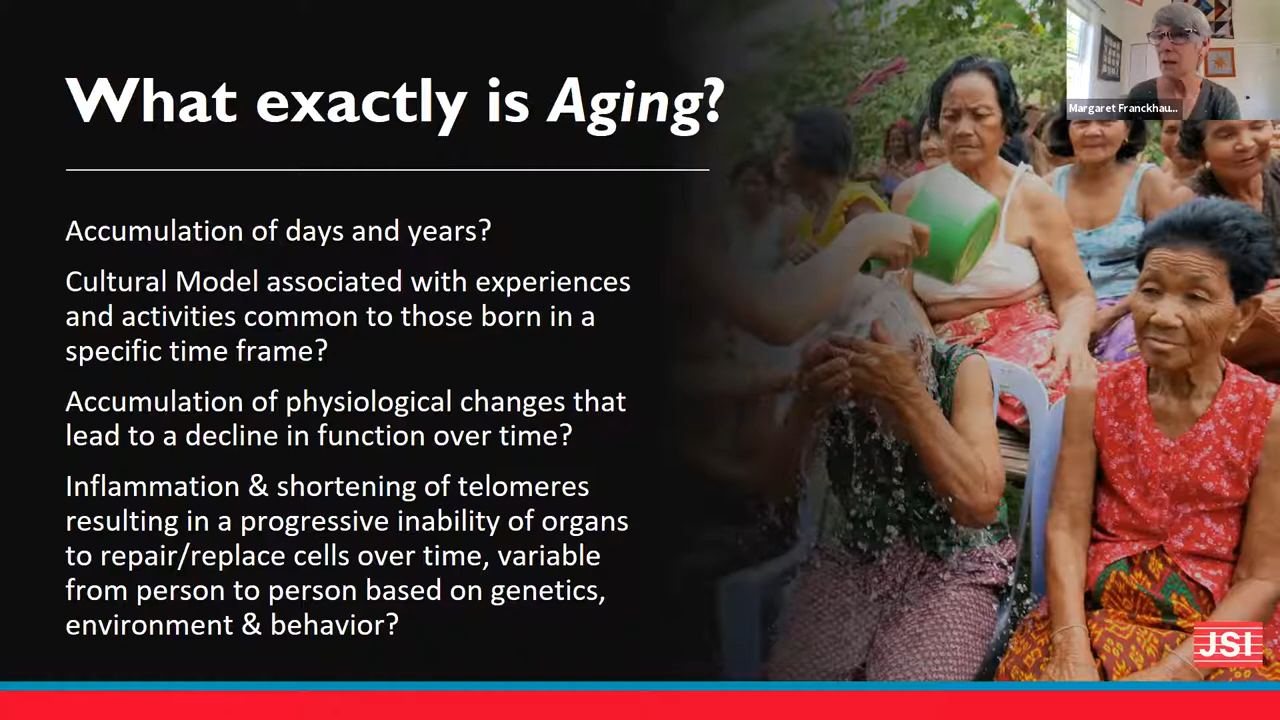 What exactly is Aging?
Margaret Franckhau...
Accumulation of days and years?
Cultural Model associated with experiences
and activities common to those born in a
specific time frame?
Accumulation of physiological changes that
lead to a decline in function over time?
Inflammation & shortening of telomeres
resulting in a progressive inability of organs
to repair/replace cells over time, variable
from person to person based on genetics,
environment & behavior?
JSI